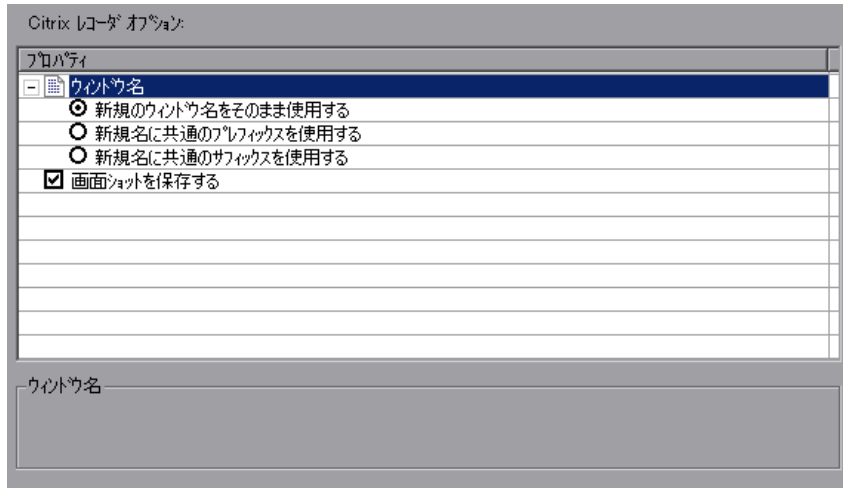 Citrix レコーダ オプション:
プロパティ
ウィンドウ名
新規のウィンドウ名をそのまま使用する
新規名に共通のプレフィックスを使用する
新規名に共通のサフィックスを使用する
画面ショットを保存する
ウィンドウ名